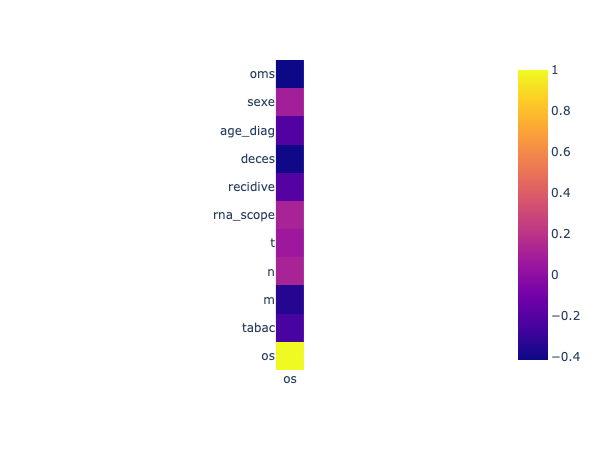 oms
sexe
age_diag
deces
recidive
rna_scope
t
n
m
tabac
os
os
1
0.8
0.6
0.4
0.2
0
−0.2
−0.4